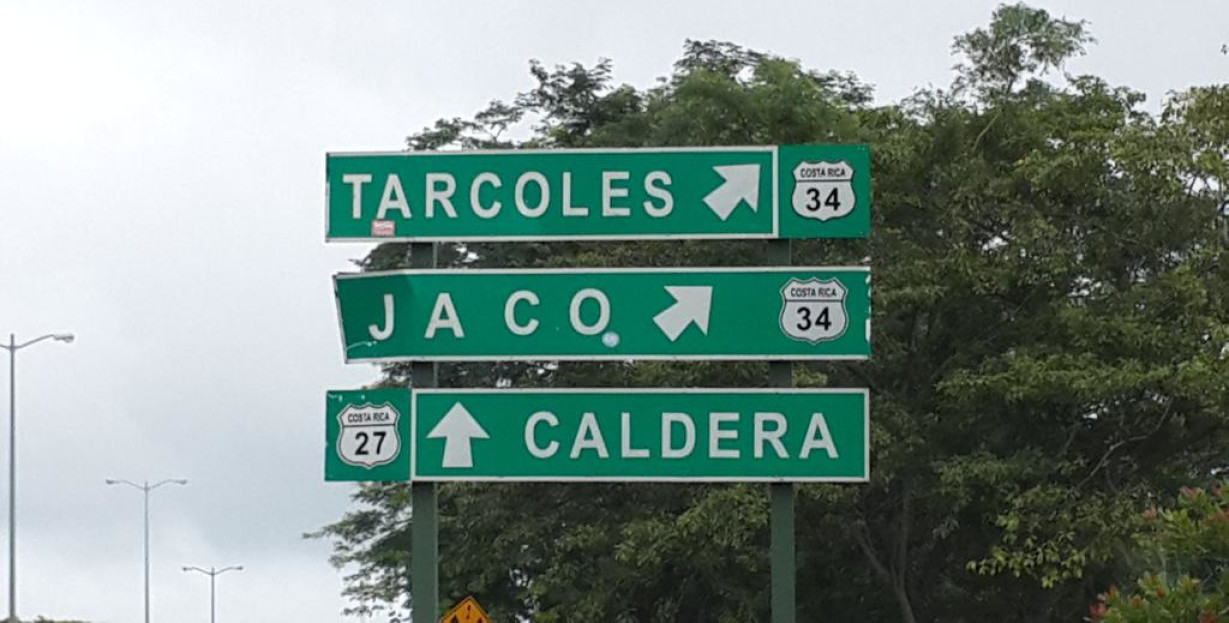 TARCOLES COSTA RICA 34
JACO COSTA RICA 34
COSTA RICA 27 CALDERA